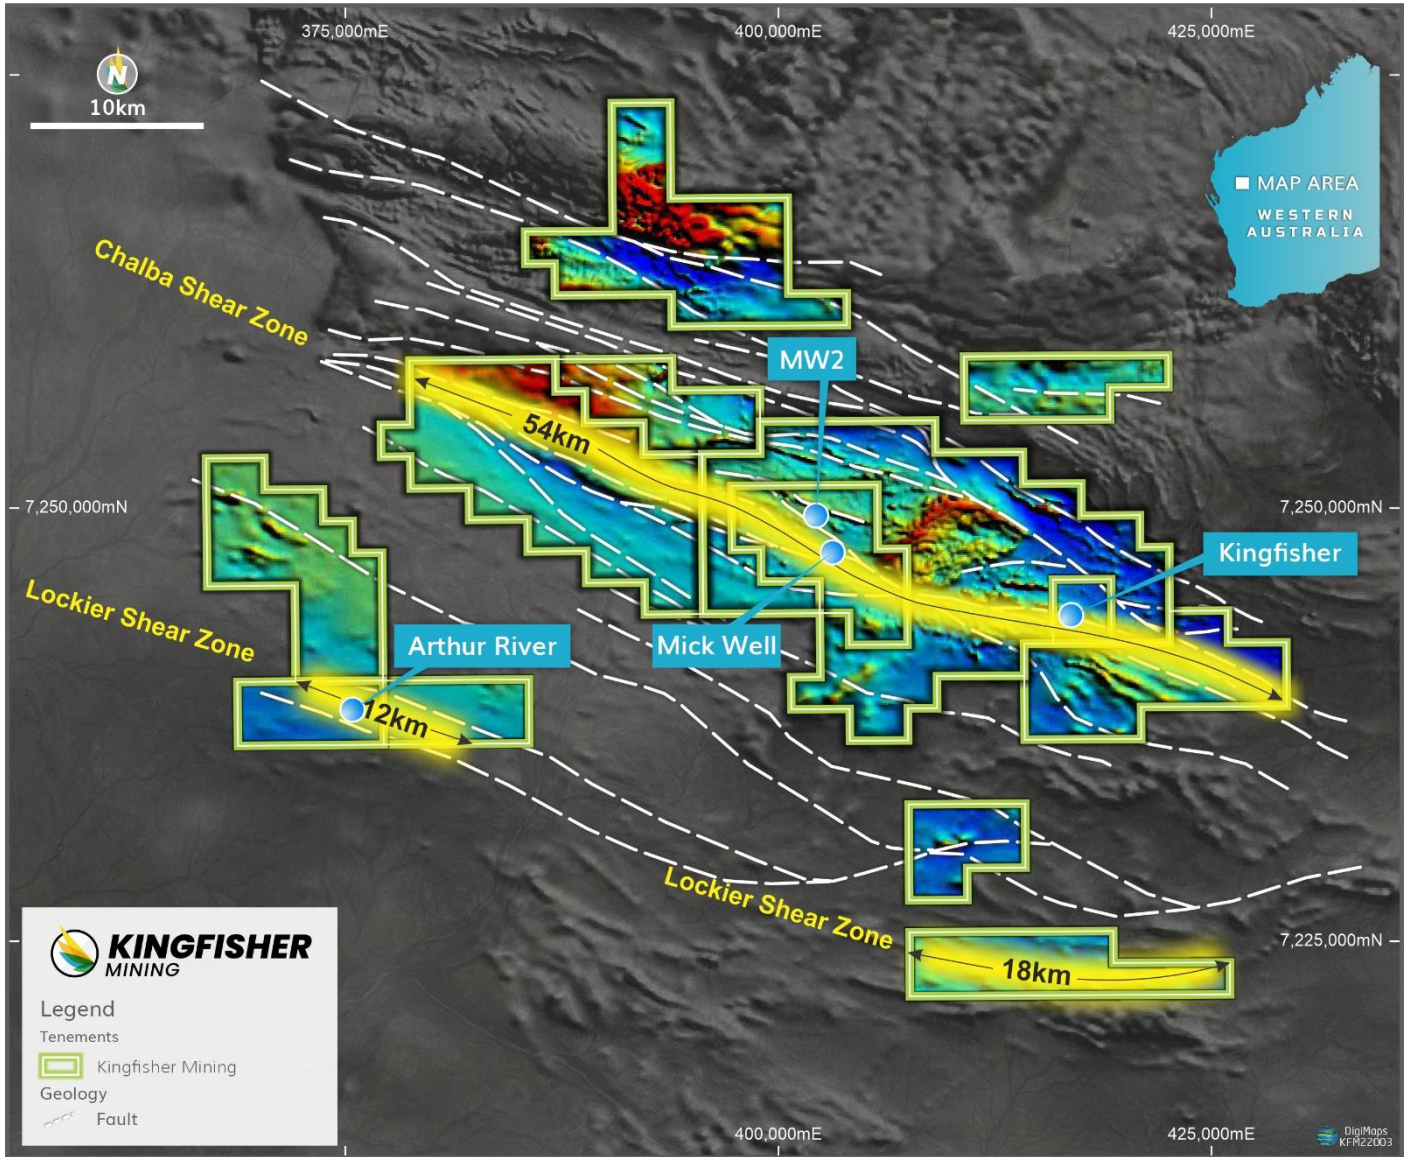 375,000mE
400,000mE
425,000mE
N
10km
MAP AREA
WESTERN
AUSTRALIA
Chalba Shear Zone
MW2
54km
7,250,000mN
7,250,000mN
Kingfisher
Lockier Shear Zone
Arthur River
Mick Well
12km
Lockier Shear Zone
7,225,000mN
18km
KINGFISHER
MINING
Legend
Tenements
Kingfisher Mining
Geology
Fault
400,000mE
425,000mE
DigiMaps
KFM22003